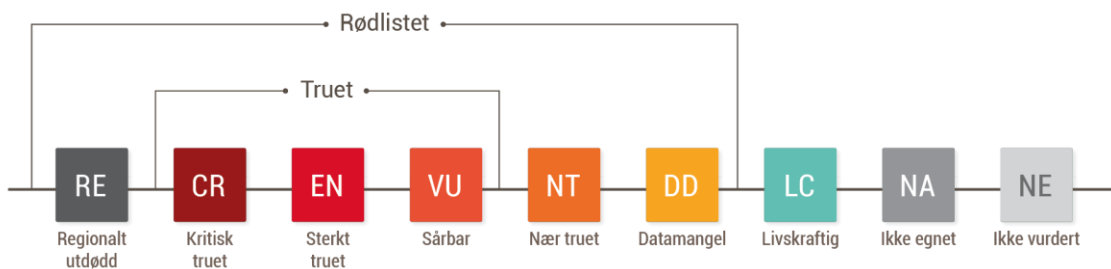 Rødlistet
Truet
RE CR EN VU NT DD LC NA NE
Regionalt utdødd
Kritisk truet
Sterkt truet
Sårbar
Nær truet
Datamangel
Livskraftig
Ikke egnet
Ikke vurdert